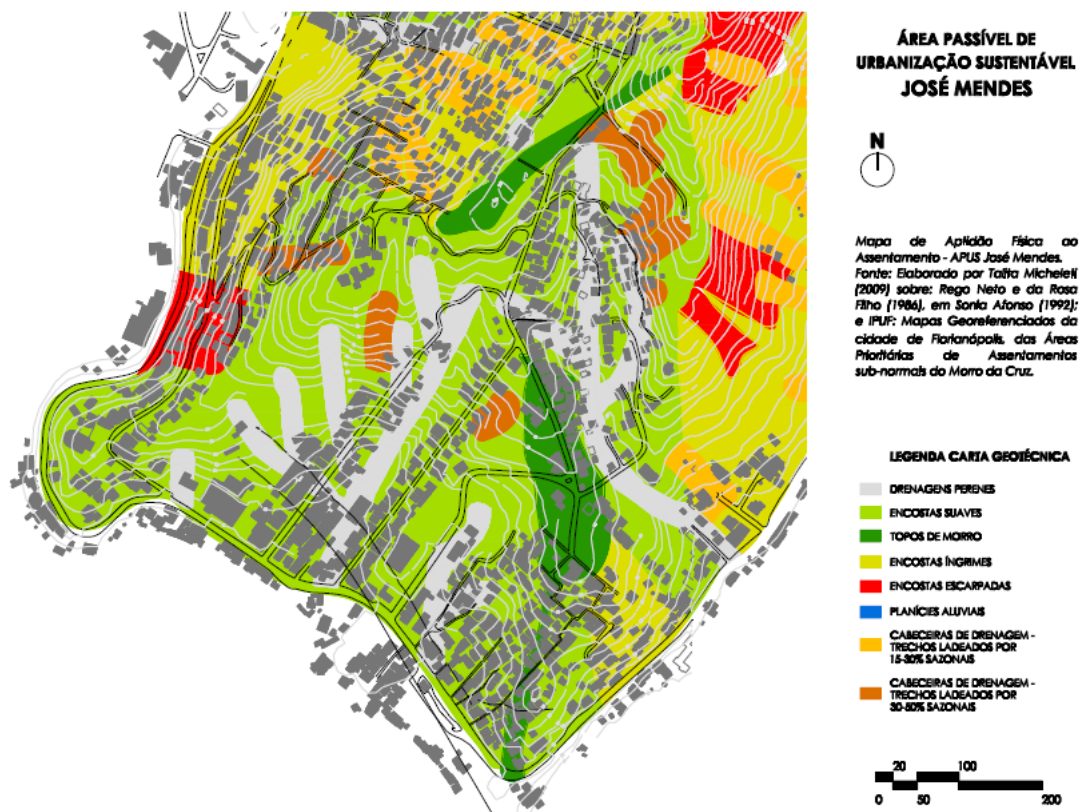 ÁREA PASSÍVEL DE
URBANIZAÇÃO SUSTENTÁVEL
JOSÉ MENDES
N
Mapa de Aptidão Física ao
Assentamento - APUS José Mendes.
Fonte: Elaborado por Talita Micheleti
(2009) sobre: Rego Neto e da Rosa
Filho (1986), em Sonia Afonso (1992);
e IPUF: Mapas Georeferenciados da
cidade de Florianópolis, das Áreas
Prioritárias de Assentamentos
sub-normais do Morro da Cruz.
LEGENDA CARTA GEOTÉCNICA
DRENAGENS PERENES
ENCOSTAS SUAVES
TOPOS DE MORRO
ENCOSTAS ÍNGRIMES
ENCOSTAS ESCARPADAS
PLANÍCIES ALUVIAIS
CABECEIRAS DE DRENAGEM -
TRECHOS LADEADOS POR
15-30% SAZONAIS
CABECEIRAS DE DRENAGEM -
TRECHOS LADEADOS POR
30-50% SAZONAIS
20 100
0 50 200